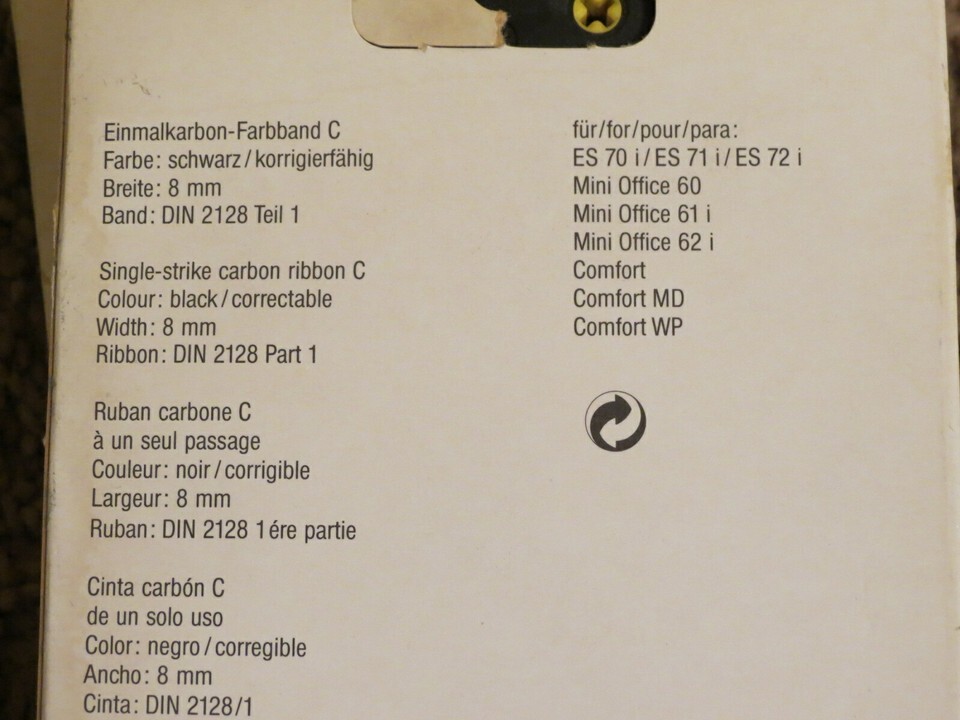 Einmalkarbon-Farbband C
Farbe: schwarz/korrigierfähig
Breite: 8 mm
Band: DIN 2128 Teil 1
Single-strike carbon ribbon C
Colour: black/correctable
Width: 8 mm
Ribbon: DIN 2128 Part 1
Ruban carbone C
à un seul passage
Couleur: noir/corrigible
Largeur: 8 mm
Ruban: DIN 2128 1ére partie
Cinta carbón C
de un solo uso
Color: negro/corregible
Ancho: 8 mm
Cinta: DIN 2128/1
für/for/pour/para:
ES 70 i/ES 71 i/ES 72 i
Mini Office 60
Mini Office 61 i
Mini Office 62 i
Comfort
Comfort MD
Comfort WP